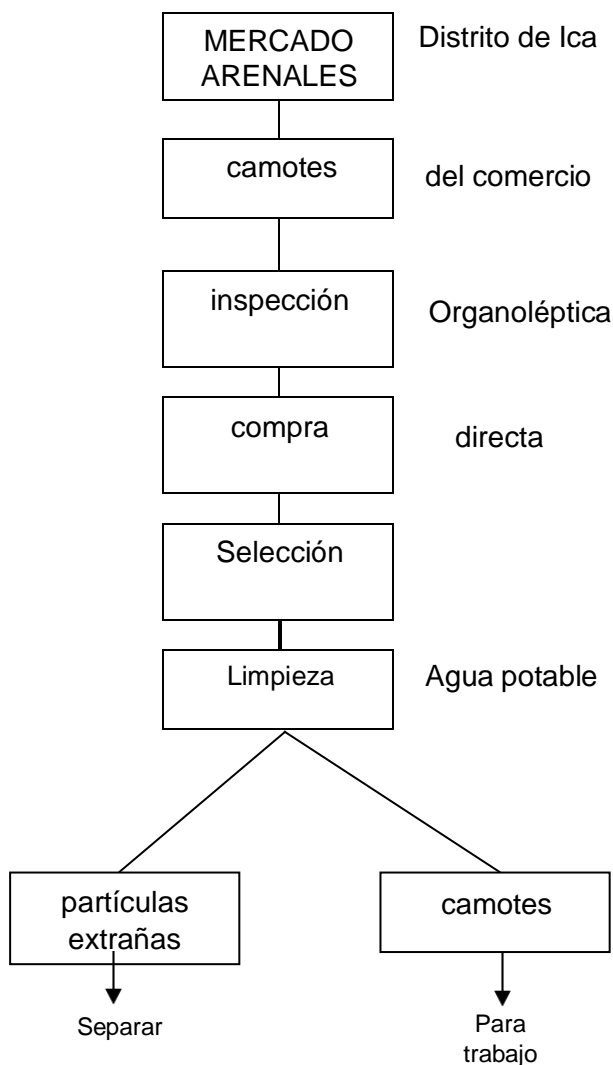 MERCADO
ARENALES
Distrito de Ica
camotes
del comercio
inspección
Organoléptica
compra
directa
Selección
Limpieza
Agua potable
partículas
extrañas
camotes
Separar
Para
trabajo